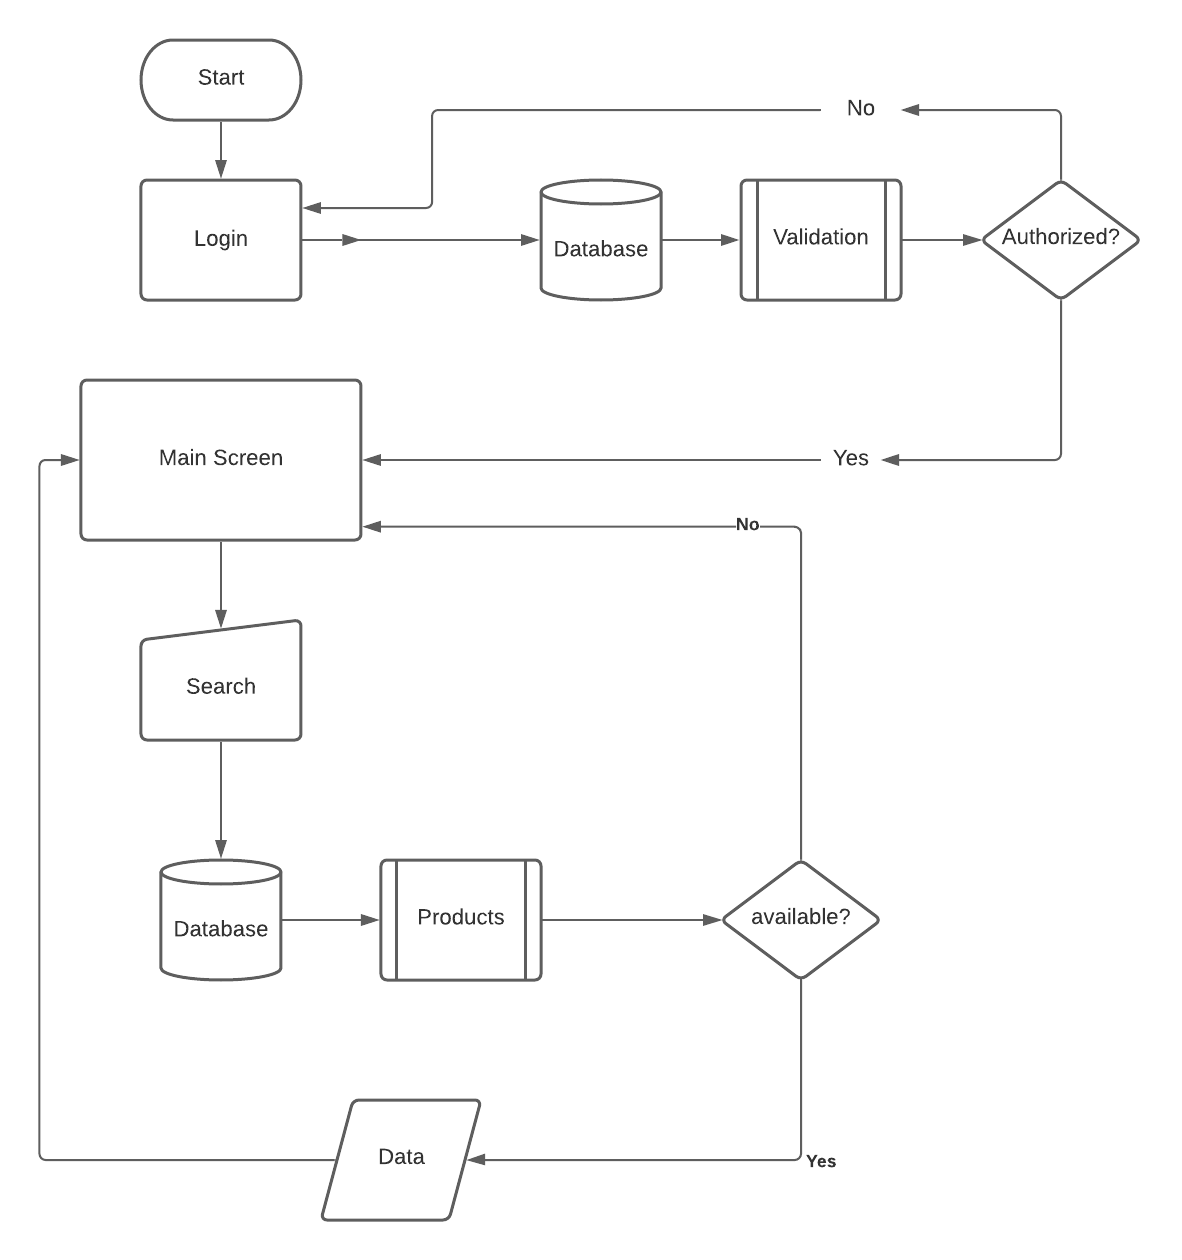 Start
No
Login
Database
Validation
Authorized?
Main Screen
Yes
No
Search
Database
Products
available?
Data
Yes